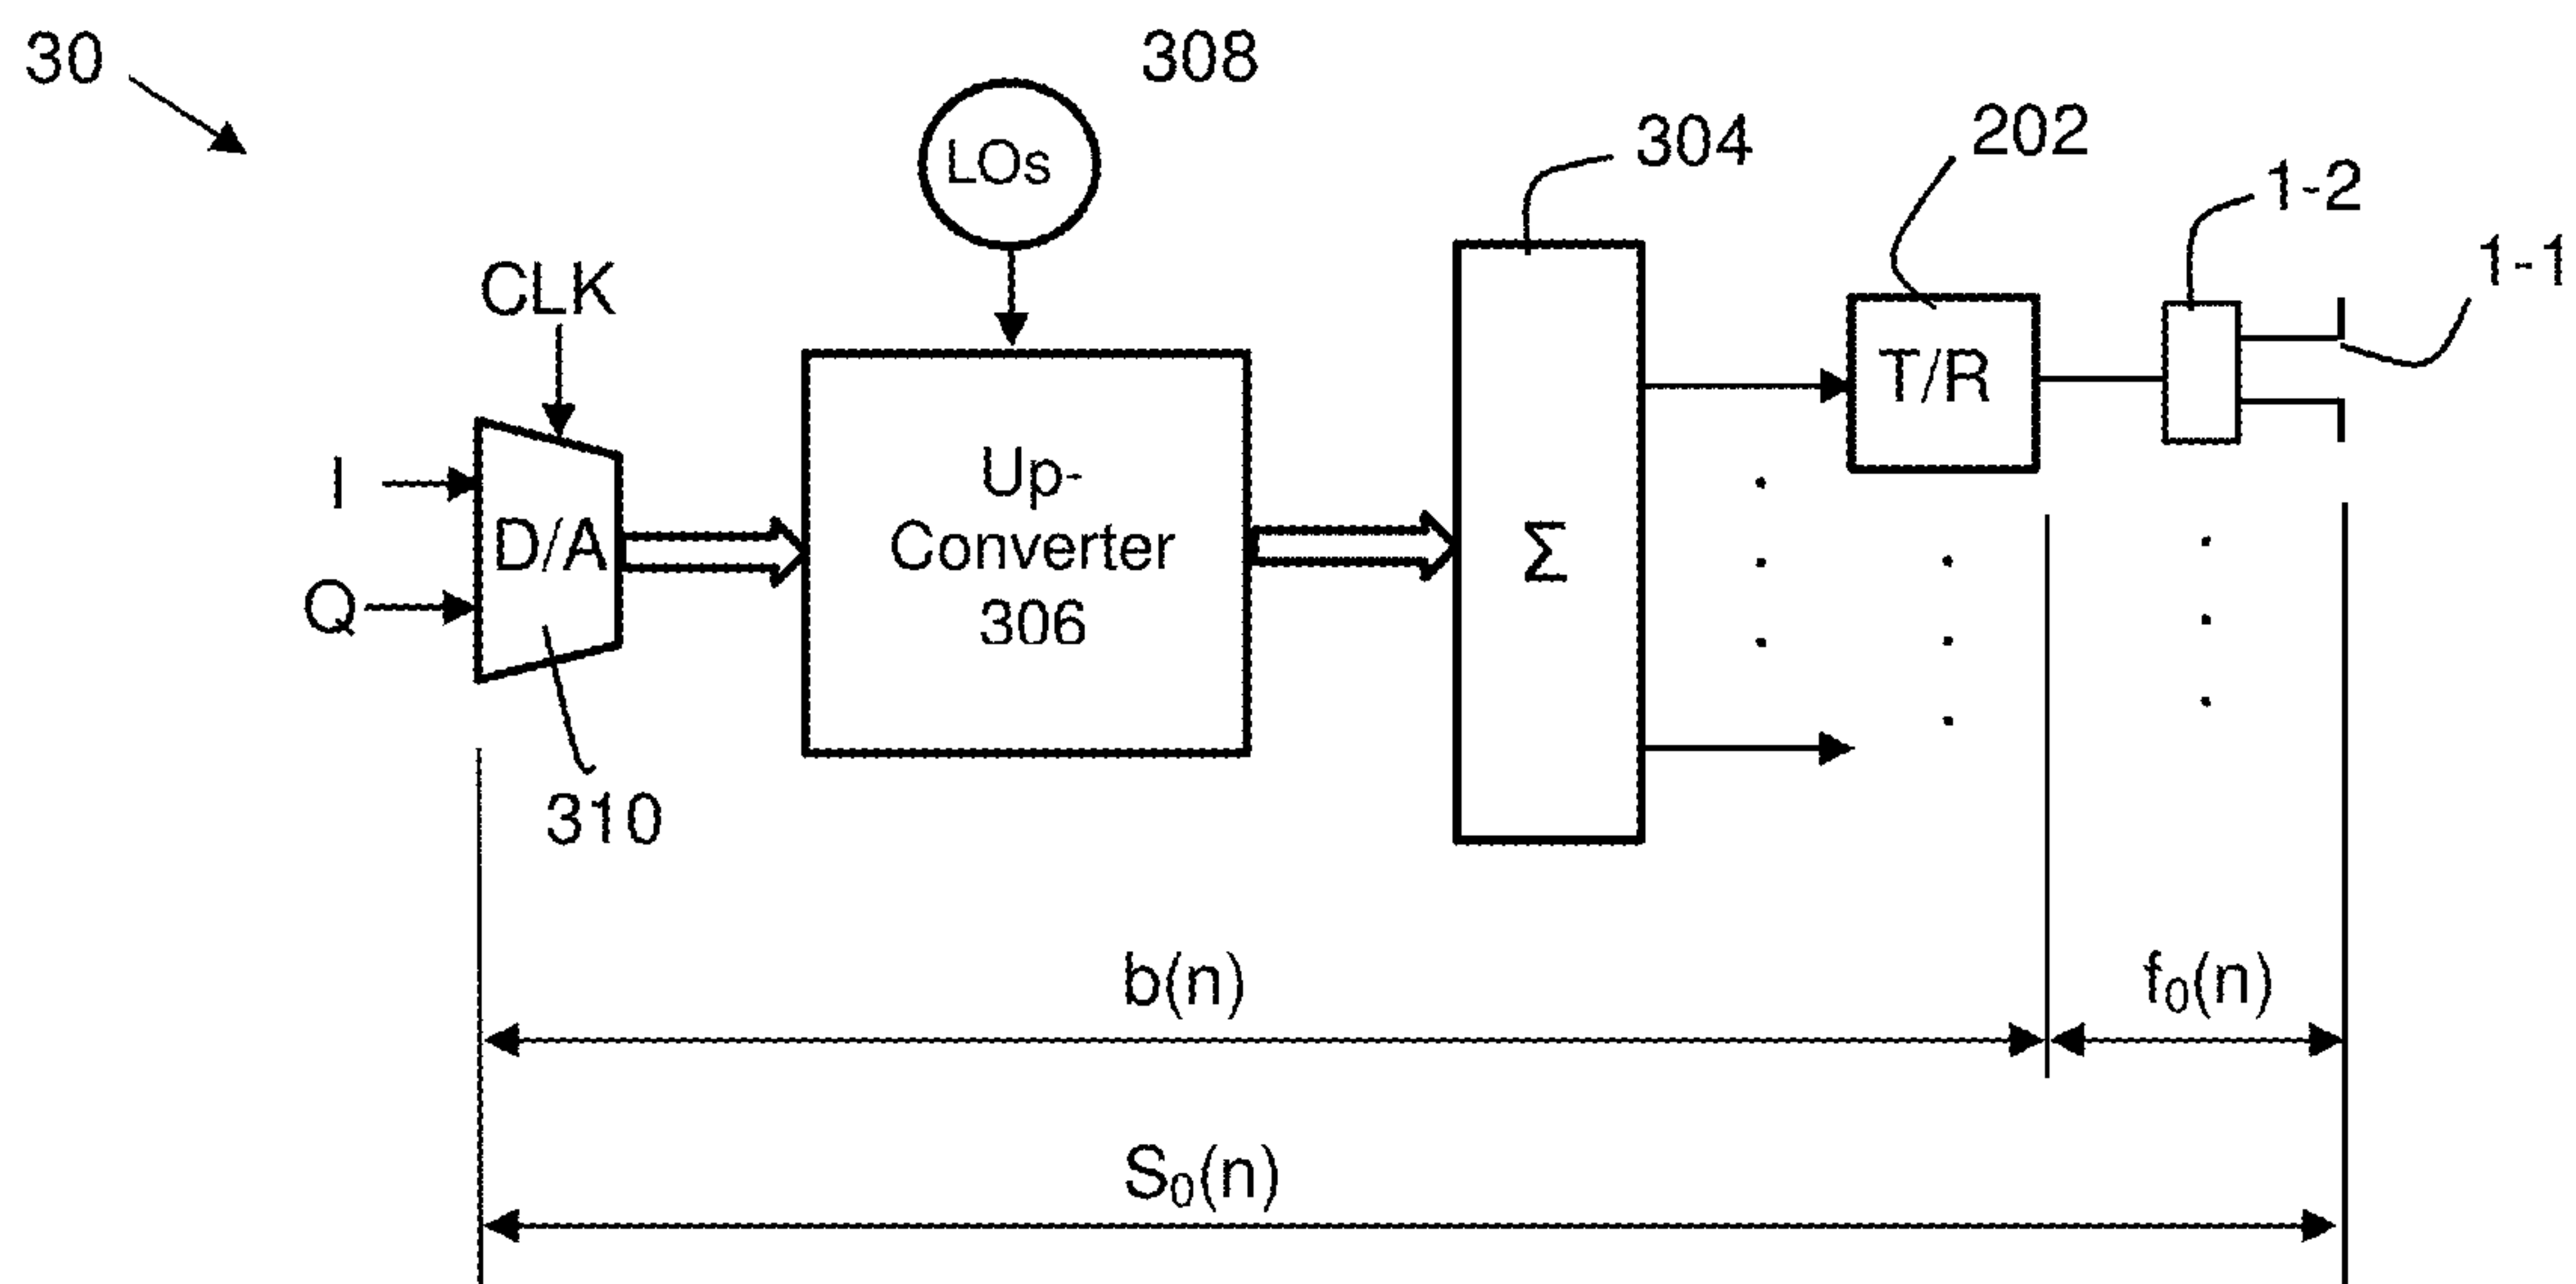 30
308
LOs
304
202
1-2
1-1
CLK
T/R
I
Q
D/A
Up-
Converter
306
Σ
310
b(n)
f₀(n)
S₀(n)